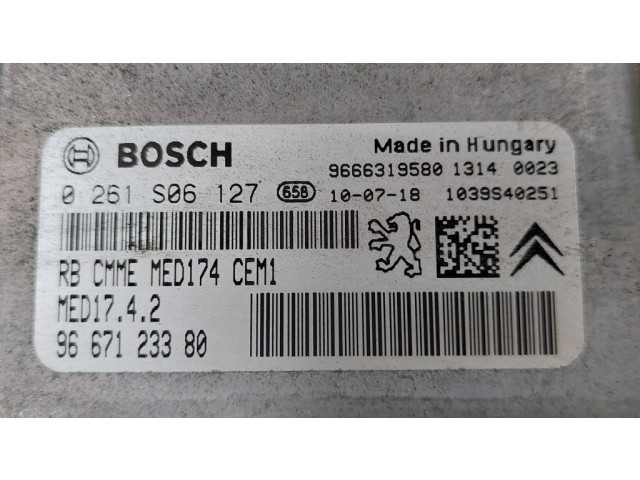 BOSCH
Made in Hungary
9666319580 1314 0023
0 261 S06 127 658 10-07-18 1039S40251
RB CMME MED174 CEM1
MED17.4.2
96 671 233 80